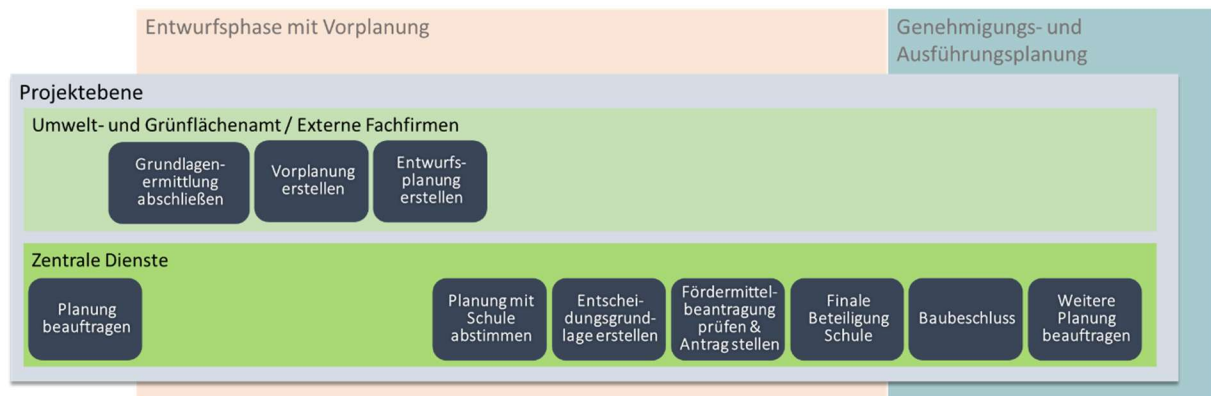 Entwurfsphase mit Vorplanung
Genehmigungs- und
Ausführungsplanung
Projektebene
Umwelt- und Grünflächenamt / Externe Fachfirmen
Grundlagen-
ermittlung
abschließen
Vorplanung
erstellen
Entwurfs-
planung
erstellen
Zentrale Dienste
Planung
beauftragen
Planung mit
Schule
abstimmen
Entschei-
dungsgrund-
lage erstellen
Fördermittel-
beantragung
prüfen &
Antrag stellen
Finale
Beteiligung
Schule
Baubeschluss
Weitere
Planung
beauftragen